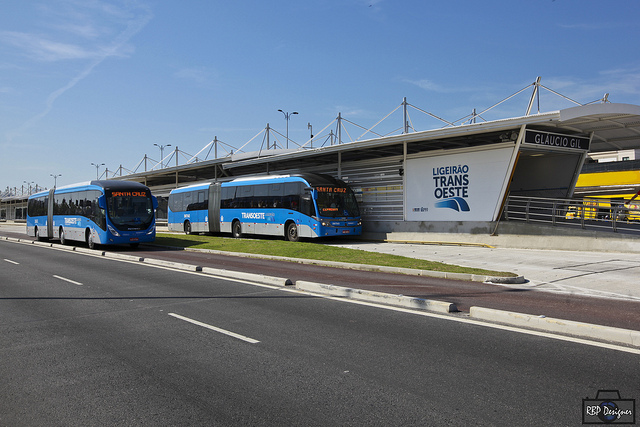 SANTA CRUZ
TRANSOESTE
SANTA CRUZ
TRANSOESTE
LIGEIRÃO
TRANS
OESTE
GLAUCIO GIL
RBP Designer